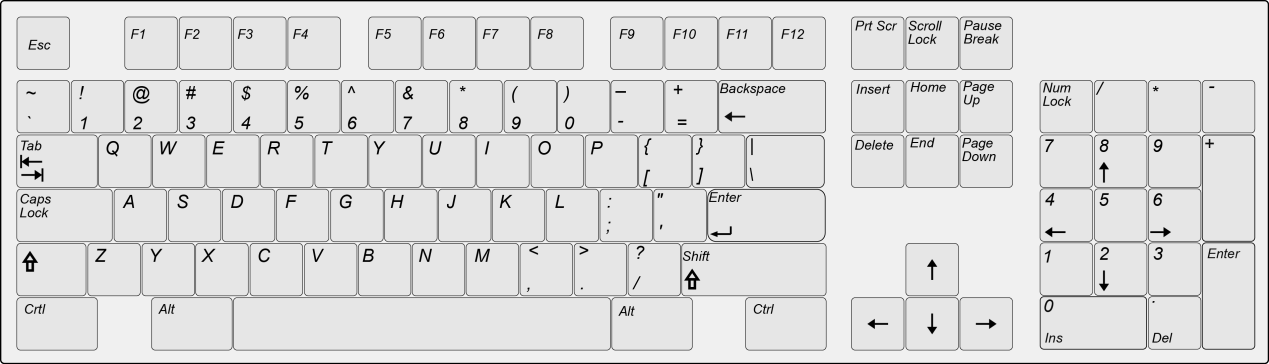 Esc F1 F2 F3 F4 F5 F6 F7 F8 F9 F10 F11 F12 Prt Scr Scroll Lock Pause Break
~ ! @ # $ % ^ & * ( ) – + Backspace Insert Home Page Up Num Lock / * -
` 1 2 3 4 5 6 7 8 9 0 - =
Tab Q W E R T Y U I O P { } | Delete End Page Down 7 8 9 +
[ ] \
Caps Lock A S D F G H J K L : " Enter 4 5 6
; '
Z Y X C V B N M < > ? Shift 1 2 3 Enter
, . /
Crtl Alt Alt Ctrl 0 .
Ins Del